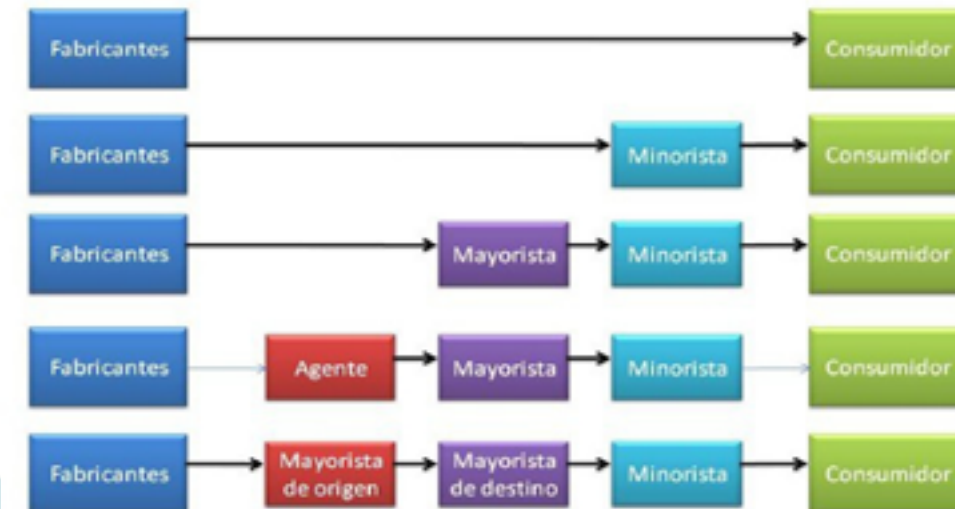 Fabricantes
Consumidor
Fabricantes
Minorista
Consumidor
Fabricantes
Mayorista
Minorista
Consumidor
Fabricantes
Agente
Mayorista
Minorista
Consumidor
Fabricantes
Mayorista
de origen
Mayorista
de destino
Minorista
Consumidor